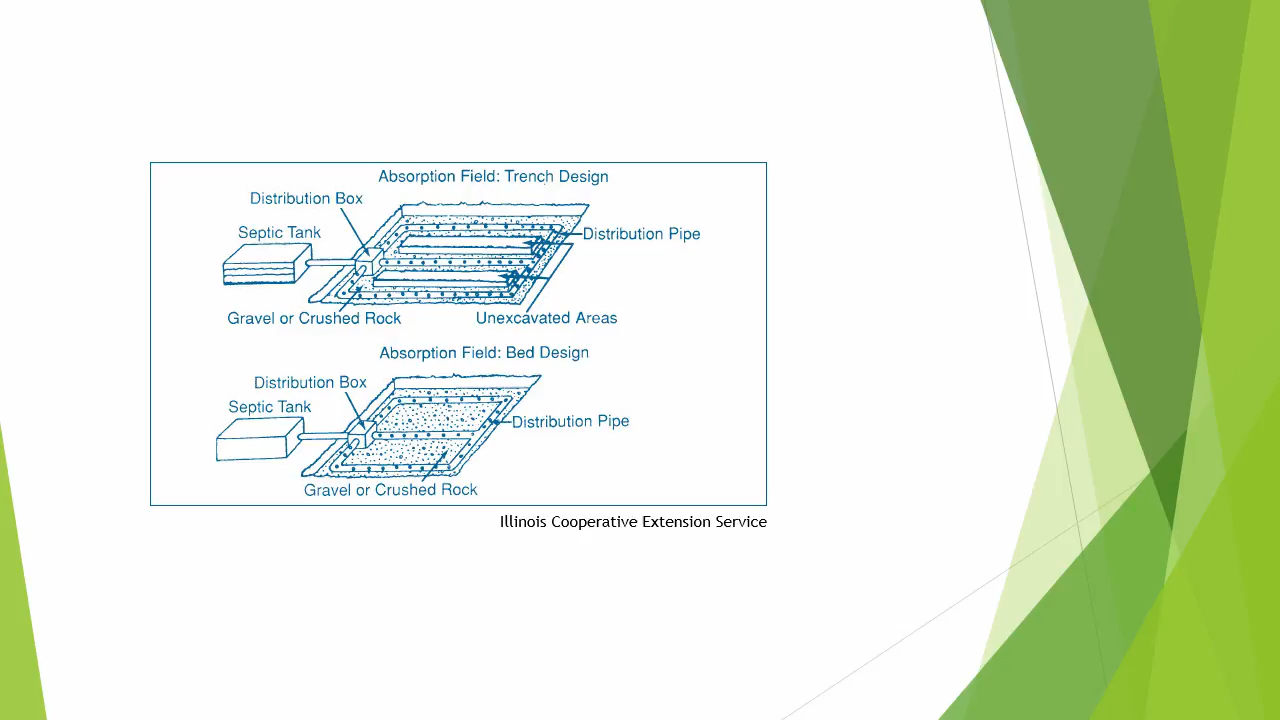 Absorption Field: Trench Design
Distribution Box
Septic Tank
Distribution Pipe
Gravel or Crushed Rock
Unexcavated Areas
Absorption Field: Bed Design
Distribution Box
Septic Tank
Distribution Pipe
Gravel or Crushed Rock
Illinois Cooperative Extension Service